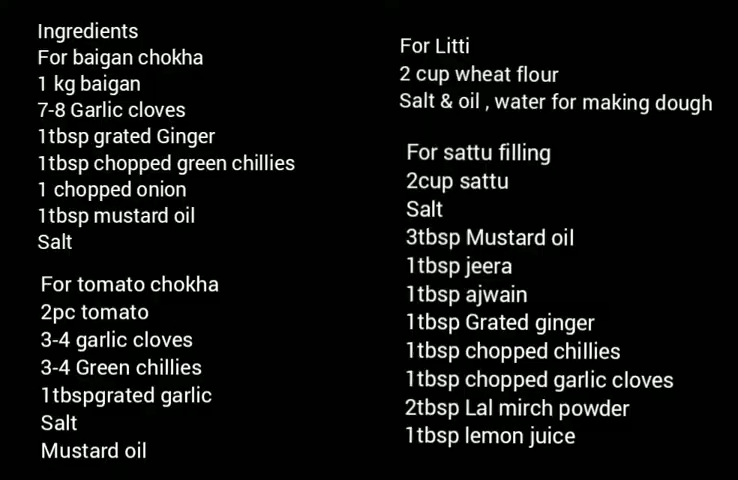 Ingredients
For baigan chokha
1 kg baigan
7-8 Garlic cloves
1tbsp grated Ginger
1tbsp chopped green chillies
1 chopped onion
1tbsp mustard oil
Salt
For tomato chokha
2pc tomato
3-4 garlic cloves
3-4 Green chillies
1tbspgrated garlic
Salt
Mustard oil
For Litti
2 cup wheat flour
Salt & oil , water for making dough
For sattu filling
2cup sattu
Salt
3tbsp Mustard oil
1tbsp jeera
1tbsp ajwain
1tbsp Grated ginger
1tbsp chopped chillies
1tbsp chopped garlic cloves
2tbsp Lal mirch powder
1tbsp lemon juice